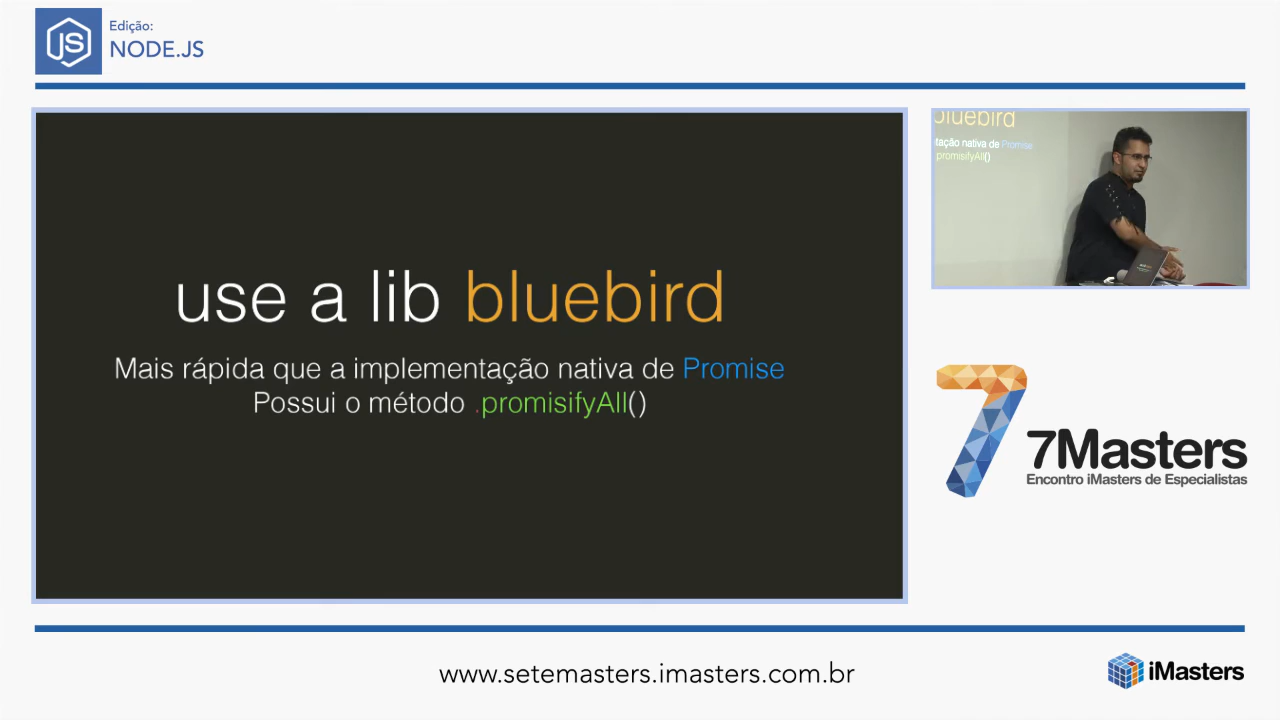 JS
Edição:
NODE.JS
use a lib bluebird
Mais rápida que a implementação nativa de Promise
Possui o método .promisifyAll()
bluebird
tação nativa de Promise
promisifyAll()
7Masters
Encontro iMasters de Especialistas
www.setemasters.imasters.com.br
iMasters